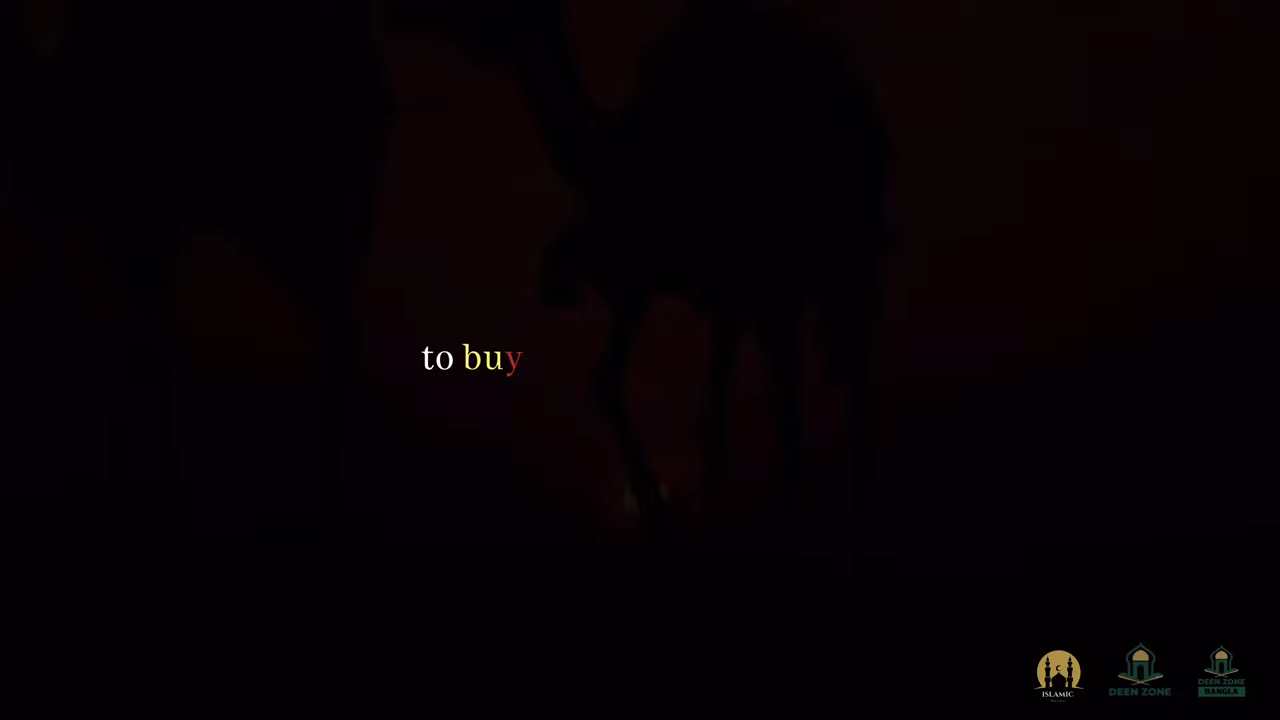 to buy
ISLAMIC
DEEN ZONE
DEEN ZONE
BANGLA